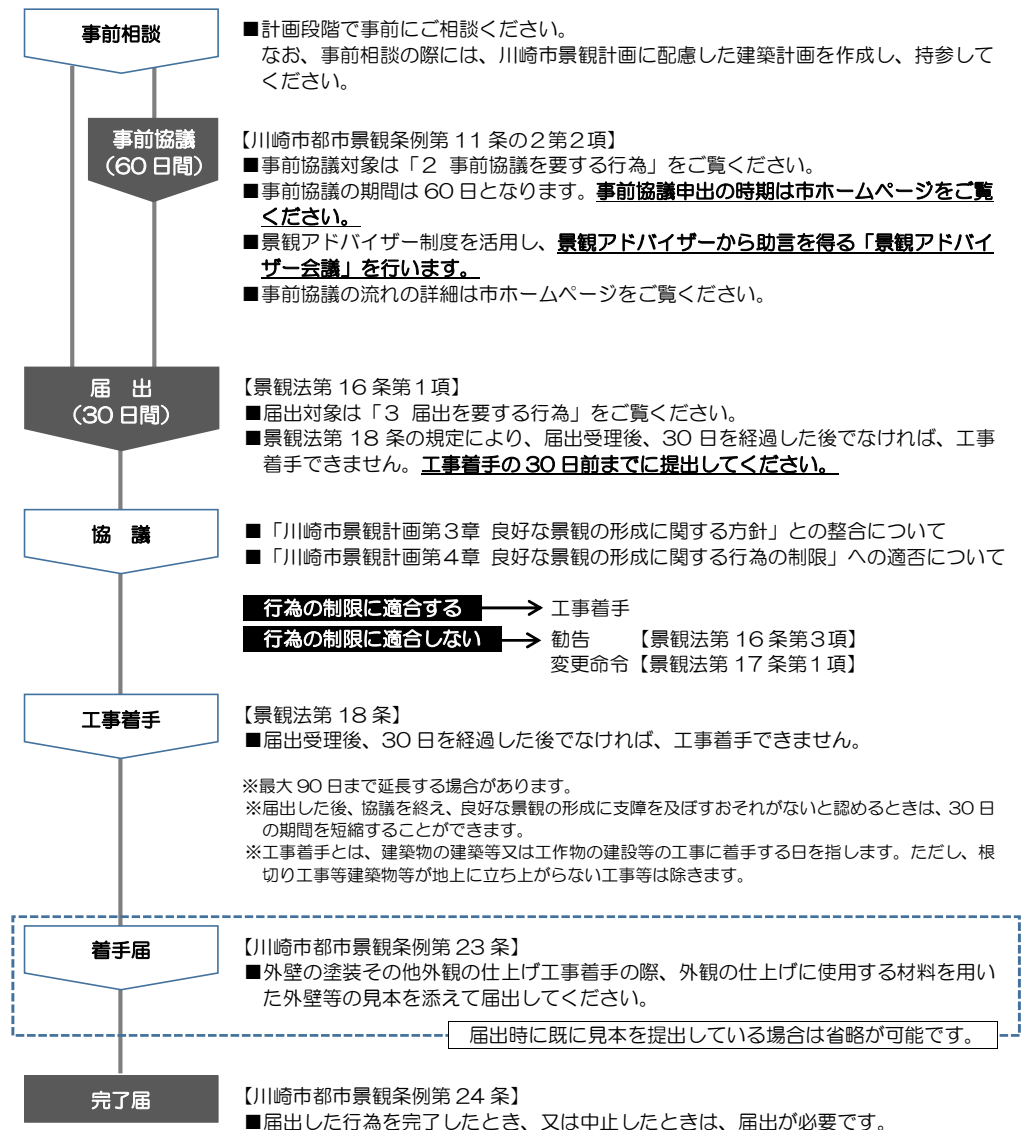 事前相談
■計画段階で事前にご相談ください。
なお、事前相談の際には、川崎市景観計画に配慮した建築計画を作成し、持参して
ください。
事前協議
（60日間）
【川崎市都市景観条例第11条の2第2項】
■事前協議対象は「2 事前協議を要する行為」をご覧ください。
■事前協議の期間は60日となります。事前協議申出の時期は市ホームページをご覧
ください。
■景観アドバイザー制度を活用し、景観アドバイザーから助言を得る「景観アドバイ
ザー会議」を行います。
■事前協議の流れの詳細は市ホームページをご覧ください。
届 出
（30日間）
【景観法第16条第1項】
■届出対象は「3 届出を要する行為」をご覧ください。
■景観法第18条の規定により、届出受理後、30日を経過した後でなければ、工事
着手できません。工事着手の30日前までに提出してください。
協 議
■「川崎市景観計画第3章 良好な景観の形成に関する方針」との整合について
■「川崎市景観計画第4章 良好な景観の形成に関する行為の制限」への適否について
行為の制限に適合する → 工事着手
行為の制限に適合しない → 勧告 【景観法第16条第3項】
変更命令【景観法第17条第1項】
工事着手
【景観法第18条】
■届出受理後、30日を経過した後でなければ、工事着手できません。
※最大90日まで延長する場合があります。
※届出した後、協議を終え、良好な景観の形成に支障を及ぼすおそれがないと認めるときは、30日
の期間を短縮することができます。
※工事着手とは、建築物の建築等又は工作物の建設等の工事に着手する日を指します。ただし、根
切り工事等建築物等が地上に立ち上がらない工事等は除きます。
着手届
【川崎市都市景観条例第23条】
■外壁の塗装その他外観の仕上げ工事着手の際、外観の仕上げに使用する材料を用い
た外壁等の見本を添えて届出してください。
届出時に既に見本を提出している場合は省略が可能です。
完了届
【川崎市都市景観条例第24条】
■届出した行為を完了したとき、又は中止したときは、届出が必要です。